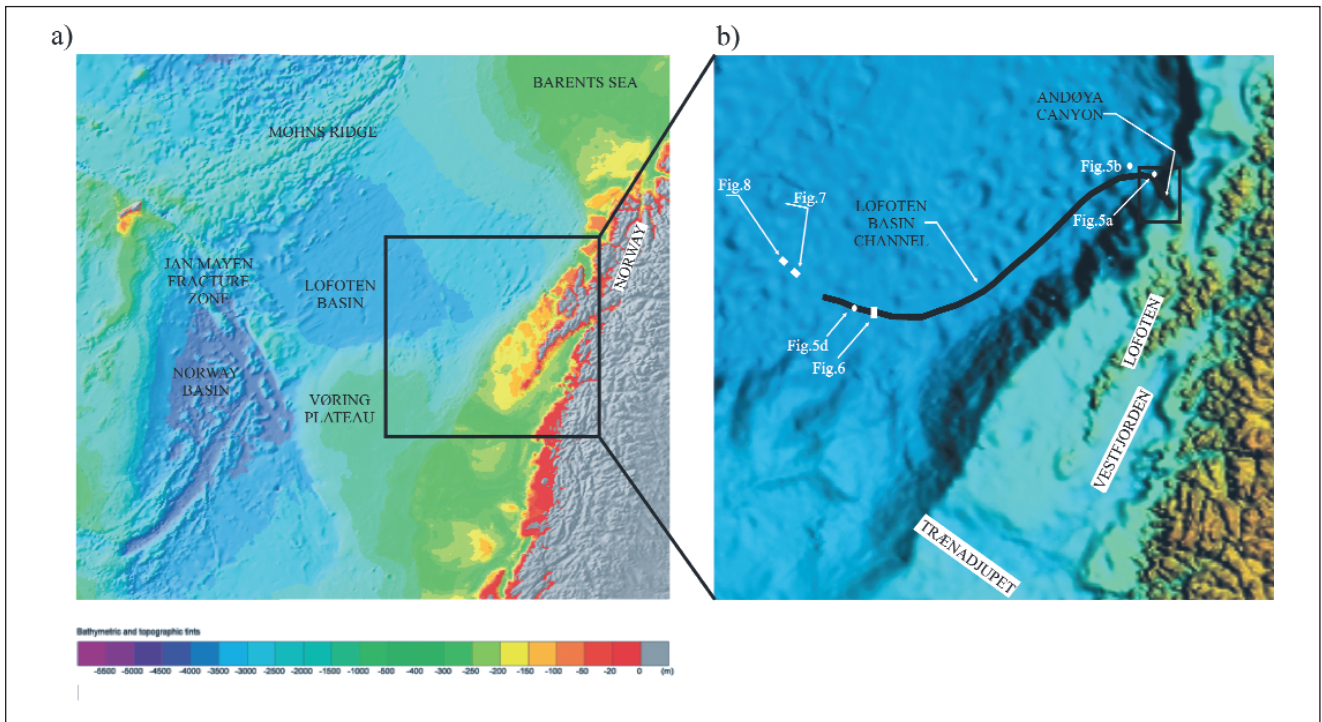 a)
BARENTS SEA
MOHNS RIDGE
NORWAY
JAN MAYEN
FRACTURE
ZONE
LOFOTEN
BASIN
NORWAY
BASIN
VØRING
PLATEAU
Bathymetric and topographic tints
-5500 -5000 -4500 -4000 -3500 -3000 -2500 -2000 -1500 -1000 -600 -400 -300 -200 -150 -100 -50 -20 0 (m)
b)
ANDØYA
CANYON
Fig.5b
Fig.8
Fig.7
Fig.5a
LOFOTEN
BASIN
CHANNEL
Fig.5d
Fig.6
LOFOTEN
VESTFJORDEN
TRÆNADJUPET